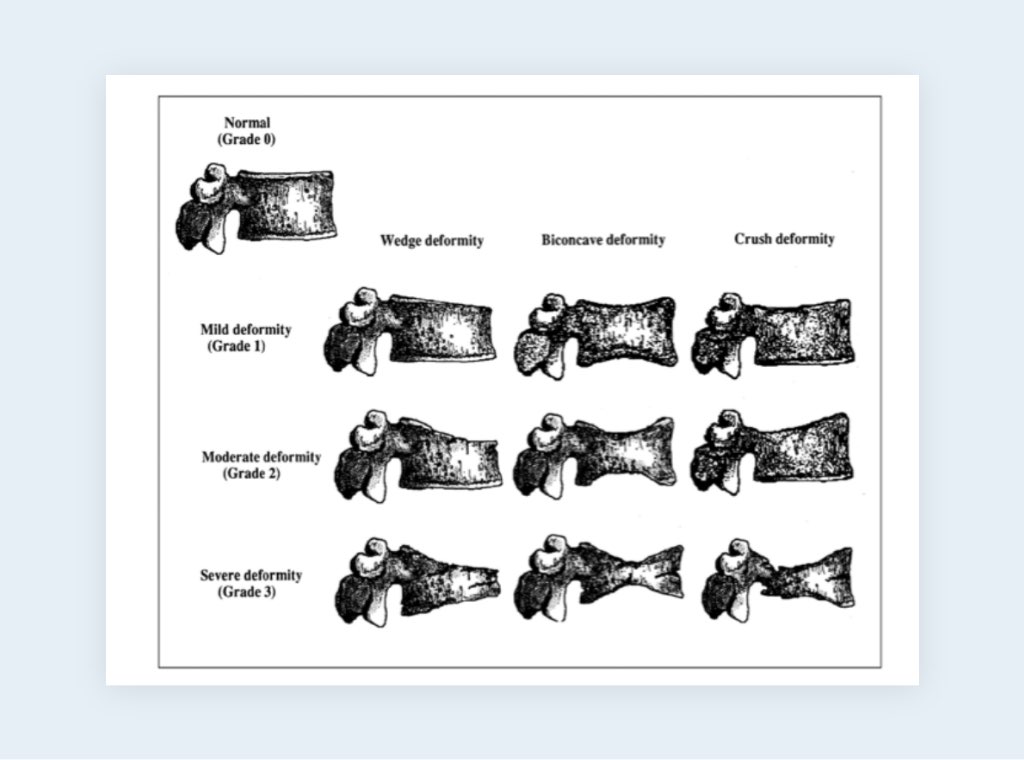 Normal
(Grade 0)
Wedge deformity
Biconcave deformity
Crush deformity
Mild deformity
(Grade 1)
Moderate deformity
(Grade 2)
Severe deformity
(Grade 3)